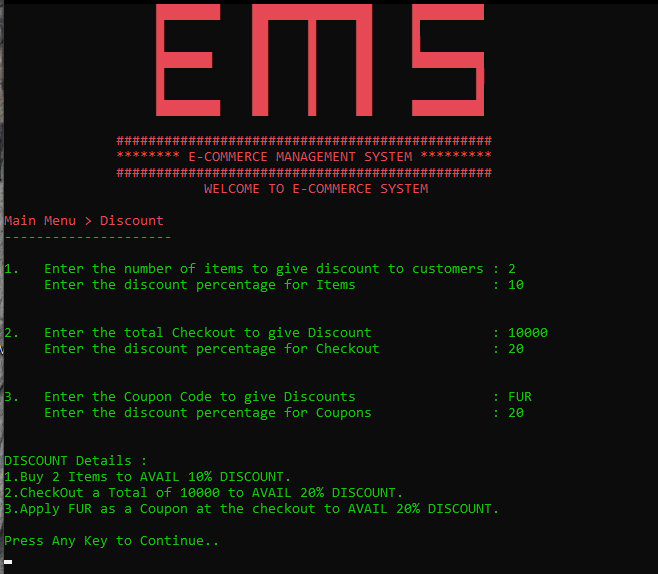 EMS
###############################################
******** E-COMMERCE MANAGEMENT SYSTEM *********
###############################################
WELCOME TO E-COMMERCE SYSTEM
Main Menu > Discount
---------------------
1. Enter the number of items to give discount to customers : 2
Enter the discount percentage for Items : 10
2. Enter the total Checkout to give Discount : 10000
Enter the discount percentage for Checkout : 20
3. Enter the Coupon Code to give Discounts : FUR
Enter the discount percentage for Coupons : 20
DISCOUNT Details :
1.Buy 2 Items to AVAIL 10% DISCOUNT.
2.CheckOut a Total of 10000 to AVAIL 20% DISCOUNT.
3.Apply FUR as a Coupon at the checkout to AVAIL 20% DISCOUNT.
Press Any Key to Continue..